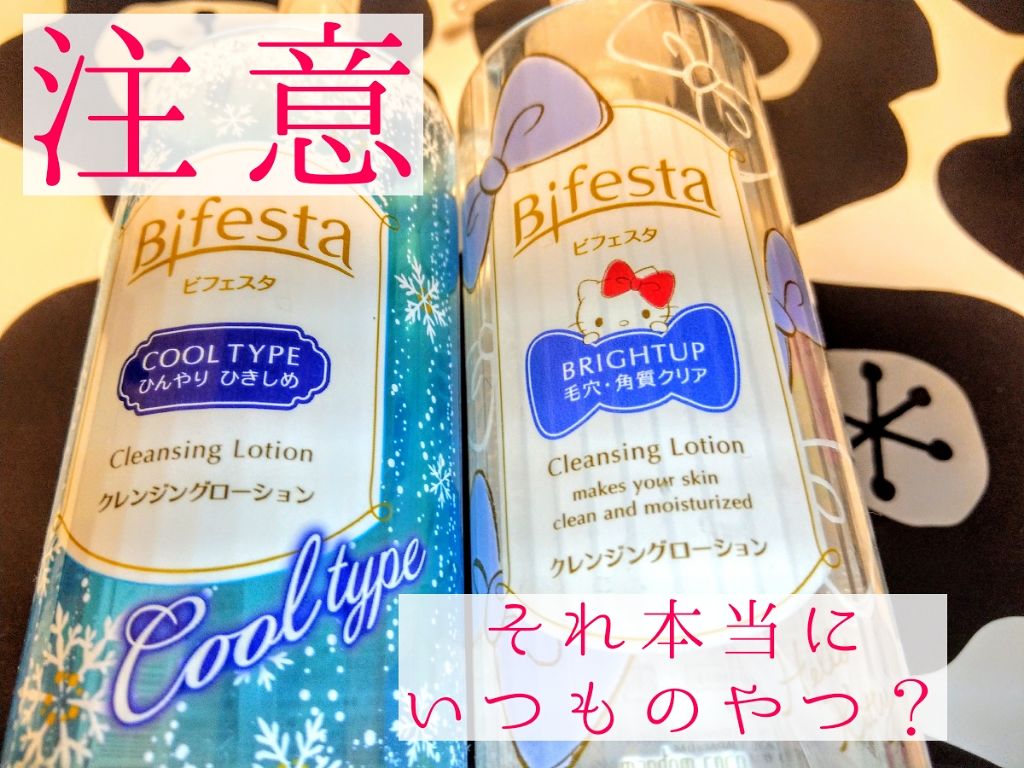 注意
Bifesta
ビフェスタ
COOL TYPE
ひんやり ひきしめ
Cleansing Lotion
クレンジングローション
Cool type
Bifesta
ビフェスタ
BRIGHTUP
毛穴・角質クリア
Cleansing Lotion
makes your skin
clean and moisturized
クレンジングローション
それ本当に
いつものやつ？